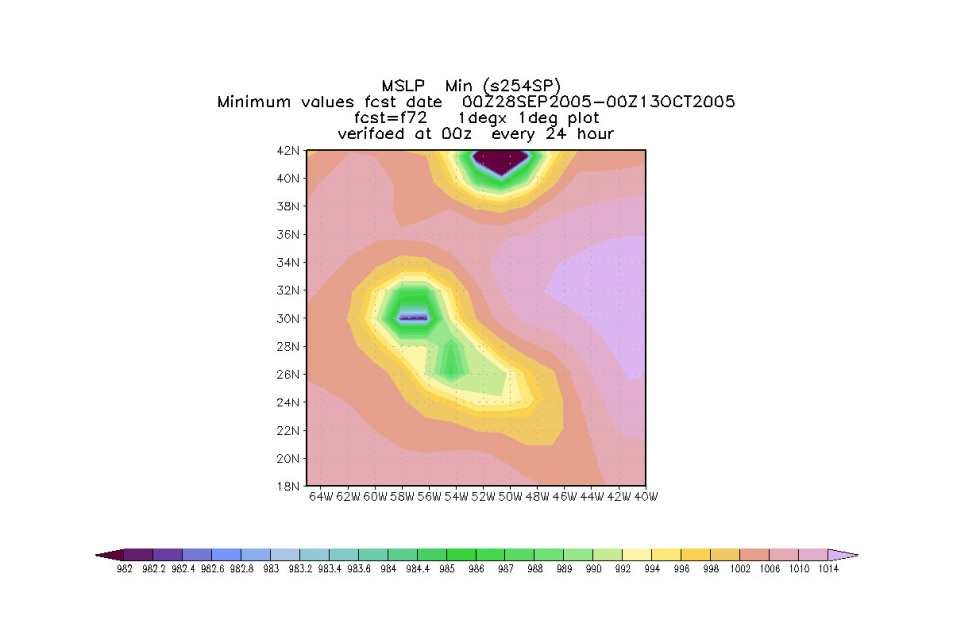 MSLP Min (s254SP)
Minimum values fcst date 00Z28SEP2005-00Z13OCT2005
fcst=f72 1degx 1deg plot
verifoed at 00z every 24 hour
42N
40N
38N
36N
34N
32N
30N
28N
26N
24N
22N
20N
18N
64W 62W 60W 58W 56W 54W 52W 50W 48W 46W 44W 42W 40W
982 982.2 982.4 982.6 982.8 983 983.2 983.4 983.6 984 984.4 985 986 987 988 989 990 992 994 996 998 1002 1006 1010 1014